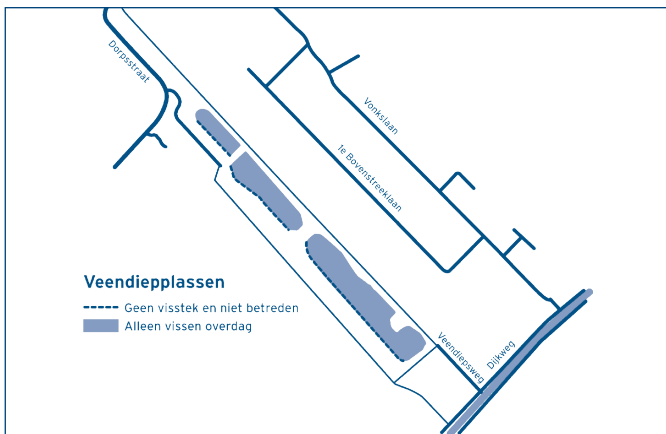 Dorpsstraat
Vonkslaan
1e Bovenstreeklaan
Veendiepplassen
Geen visstek en niet betreden
Alleen vissen overdag
Veendiepsweg
Dijkweg